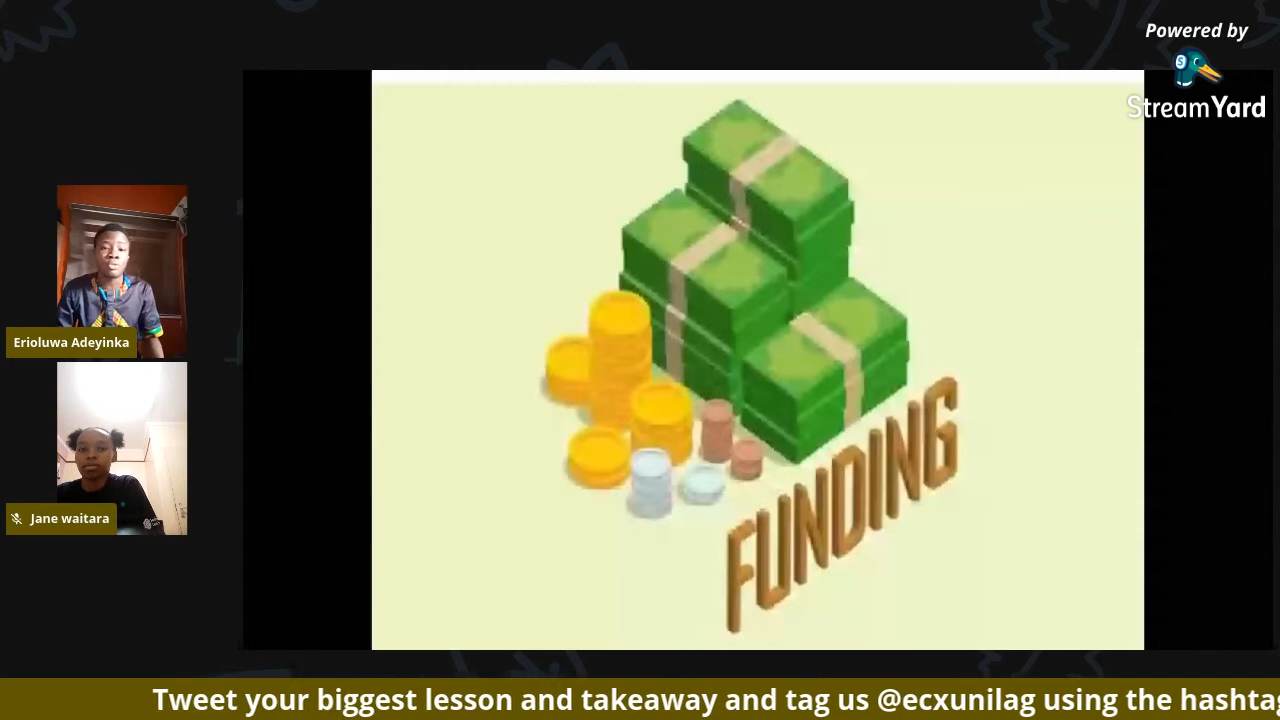 Powered by
StreamYard
Erioluwa Adeyinka
Jane waitara
FUNDING
Tweet your biggest lesson and takeaway and tag us @ecxunilag using the hashtag